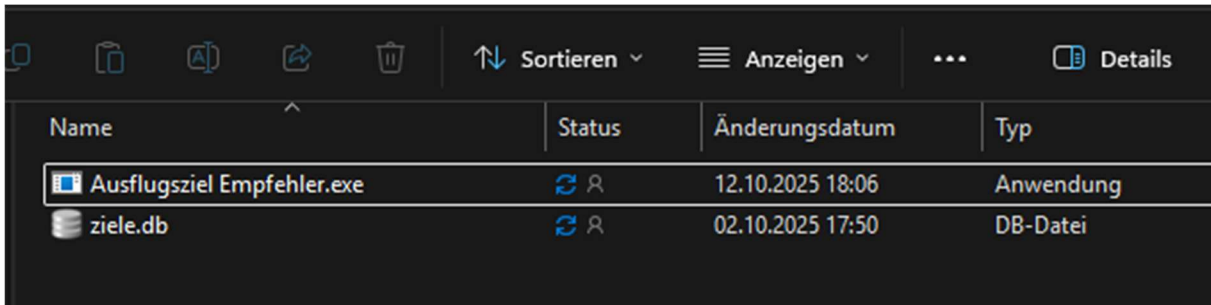 Sortieren Anzeigen Details
Name Status Änderungsdatum Typ
Ausflugsziel Empfehler.exe 12.10.2025 18:06 Anwendung
ziele.db 02.10.2025 17:50 DB-Datei